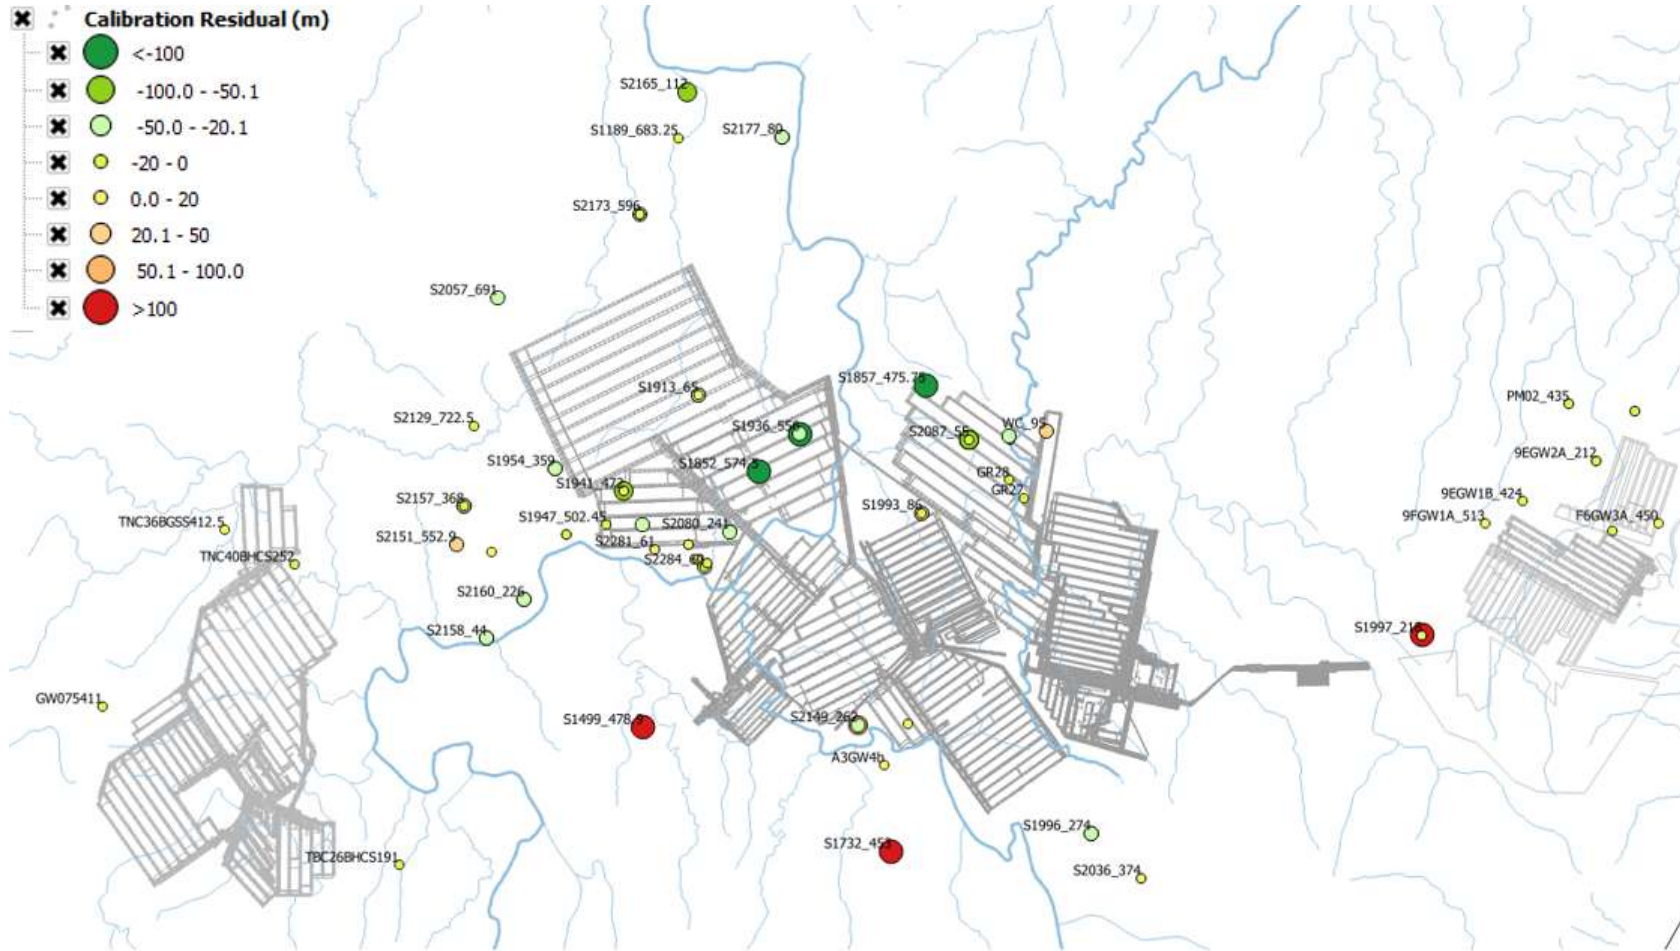 Calibration Residual (m)
<-100
-100.0 - -50.1
-50.0 - -20.1
-20 - 0
0.0 - 20
20.1 - 50
50.1 - 100.0
>100
S2165_112
S1189_683.25
S2177_80
S2173_596
S2057_691
S1857_475.75
S1913_65
PM02_435
S2129_722.5
S1936_556
S2087_55
WC_95
S1954_359
S1852_574.5
9EGW2A_212
S1941_472
GR28
GR27
S2157_368
9EGW1B_424
S1993_86
TNC36BGSS412.5
S1947_502.45
S2080_241
9FGW1A_513
F6GW3A_450
S2151_552.9
S2281_61
TNC40BHCS252
S2284_40
S2160_226
S2158_44
S1997_218
GW075411
S1499_478.9
S2149_262
A3GW4b
S1996_274
S1732_453
TBC26BHCS191
S2036_374